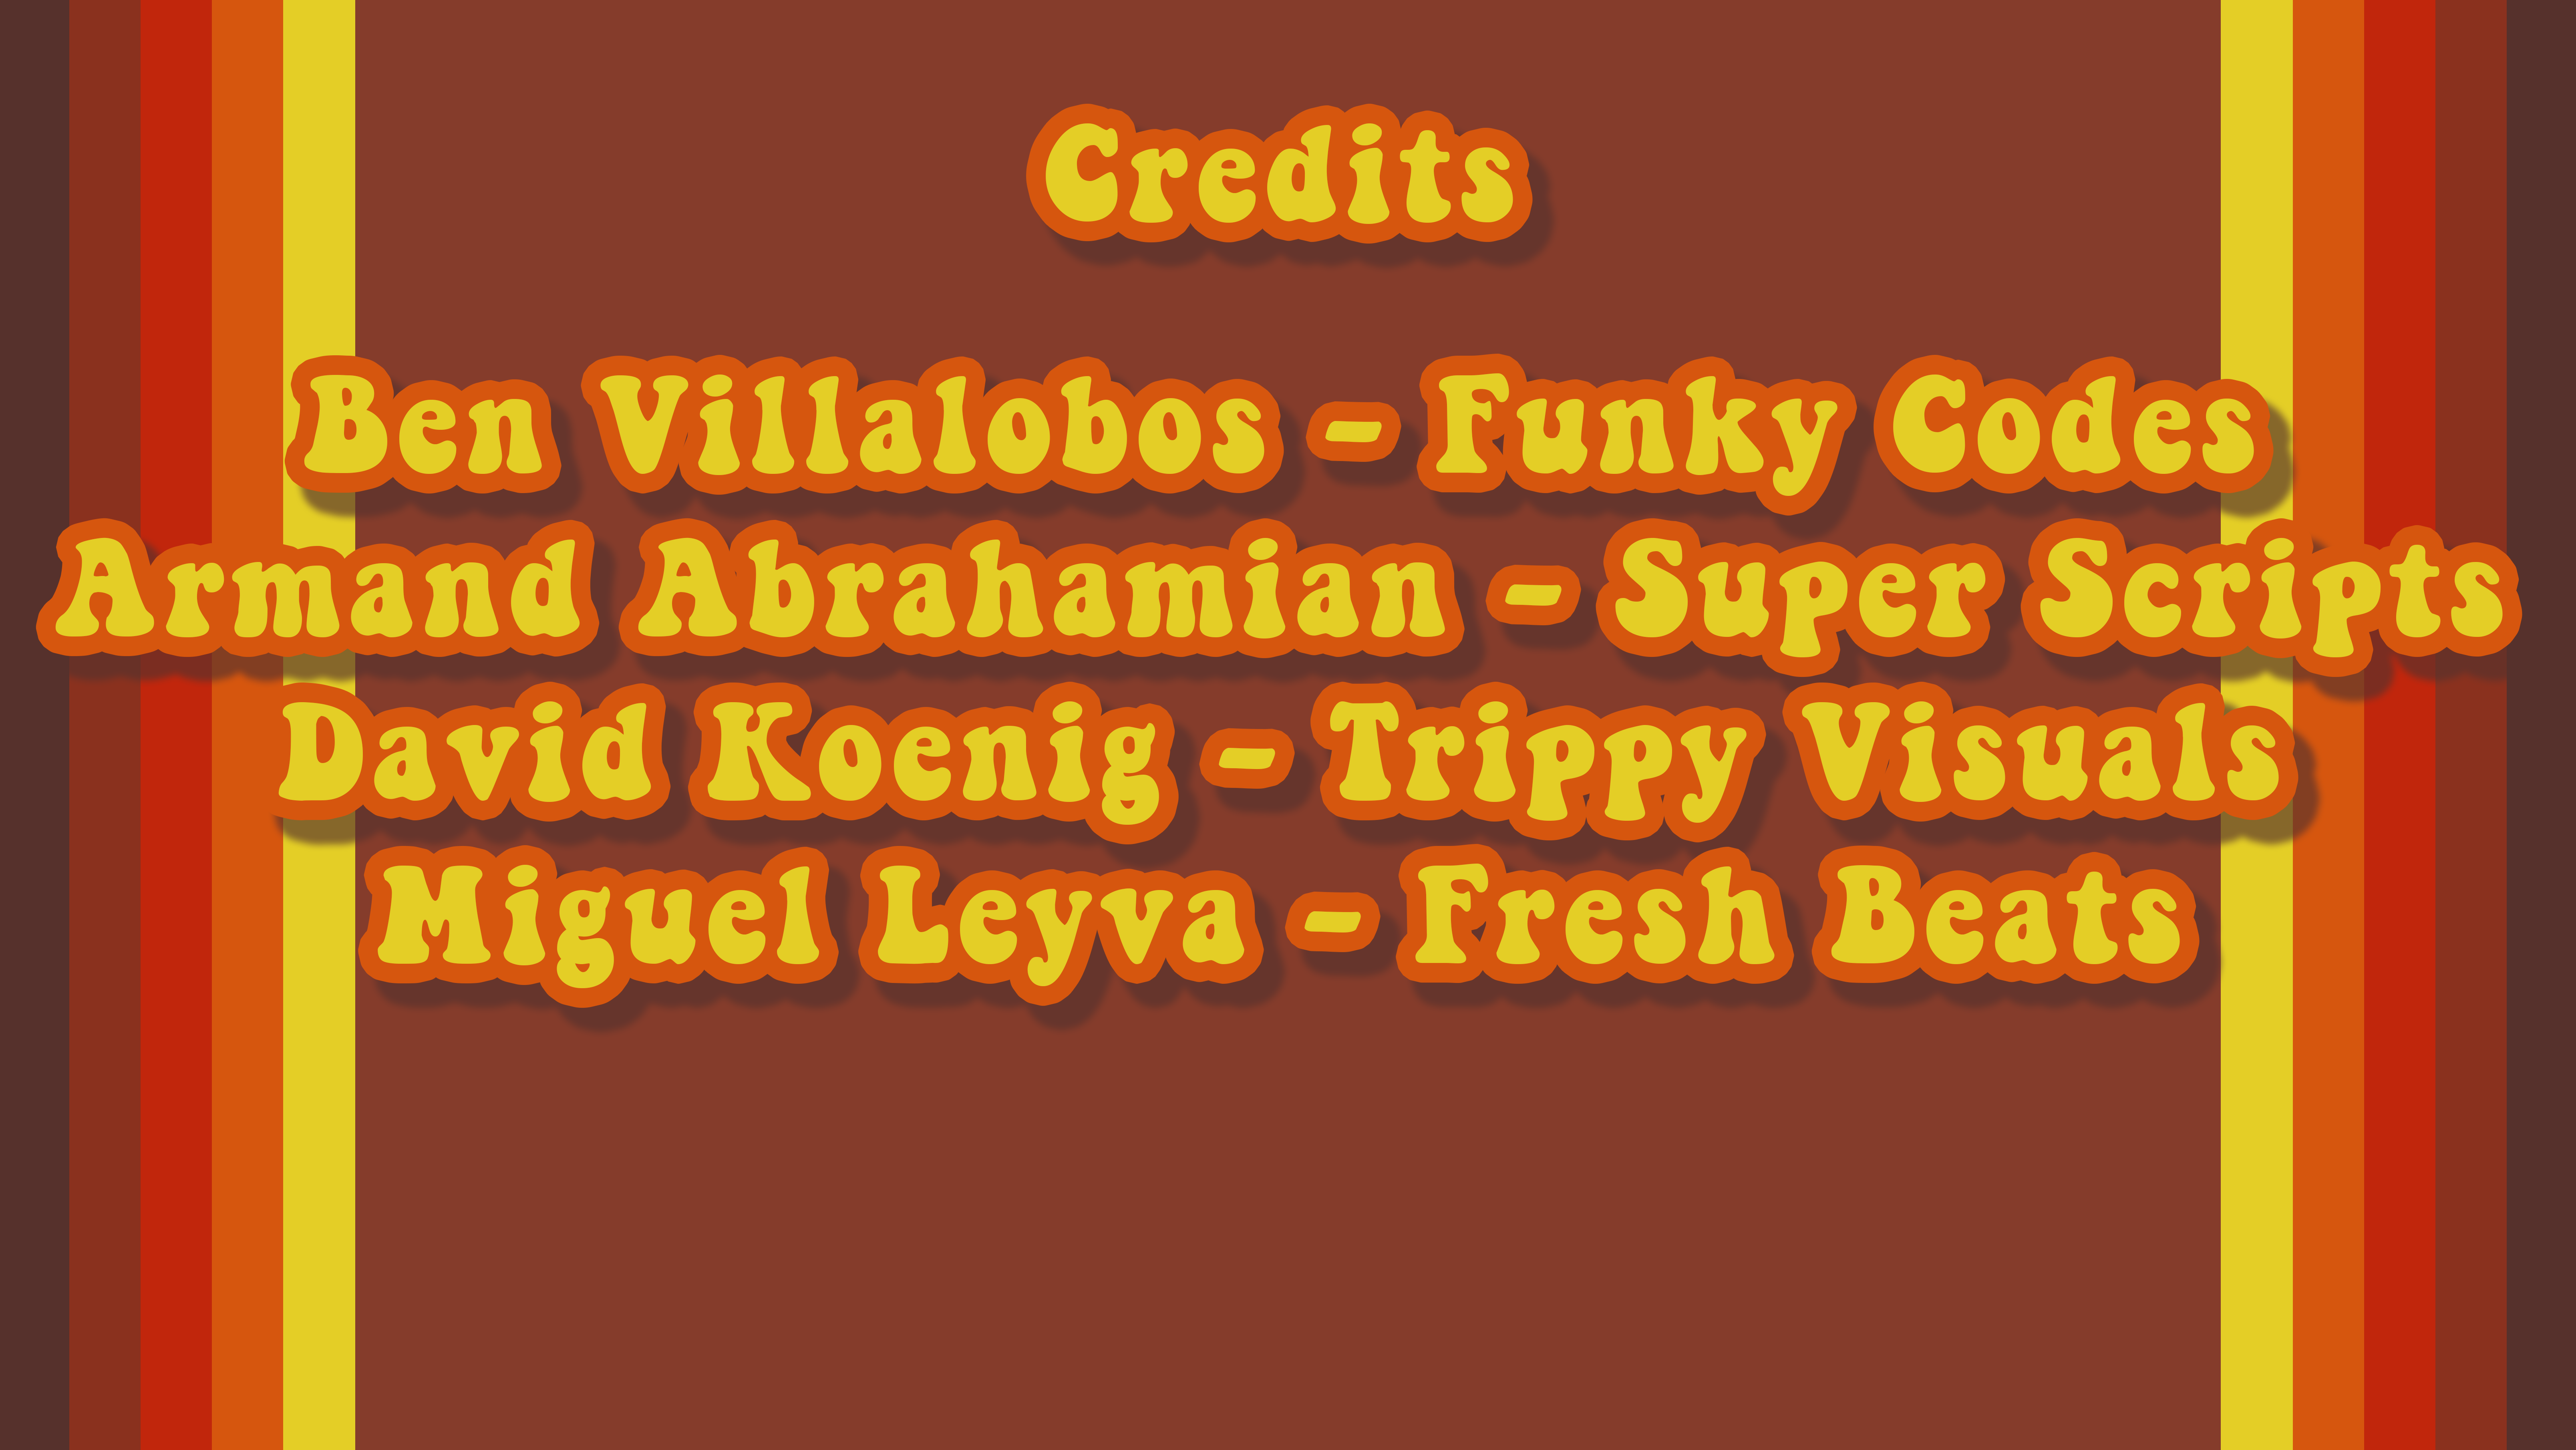 Credits
Ben Villalobos - Funky Codes
Armand Abrahamian - Super Scripts
David Koenig - Trippy Visuals
Miguel Leyva - Fresh Beats